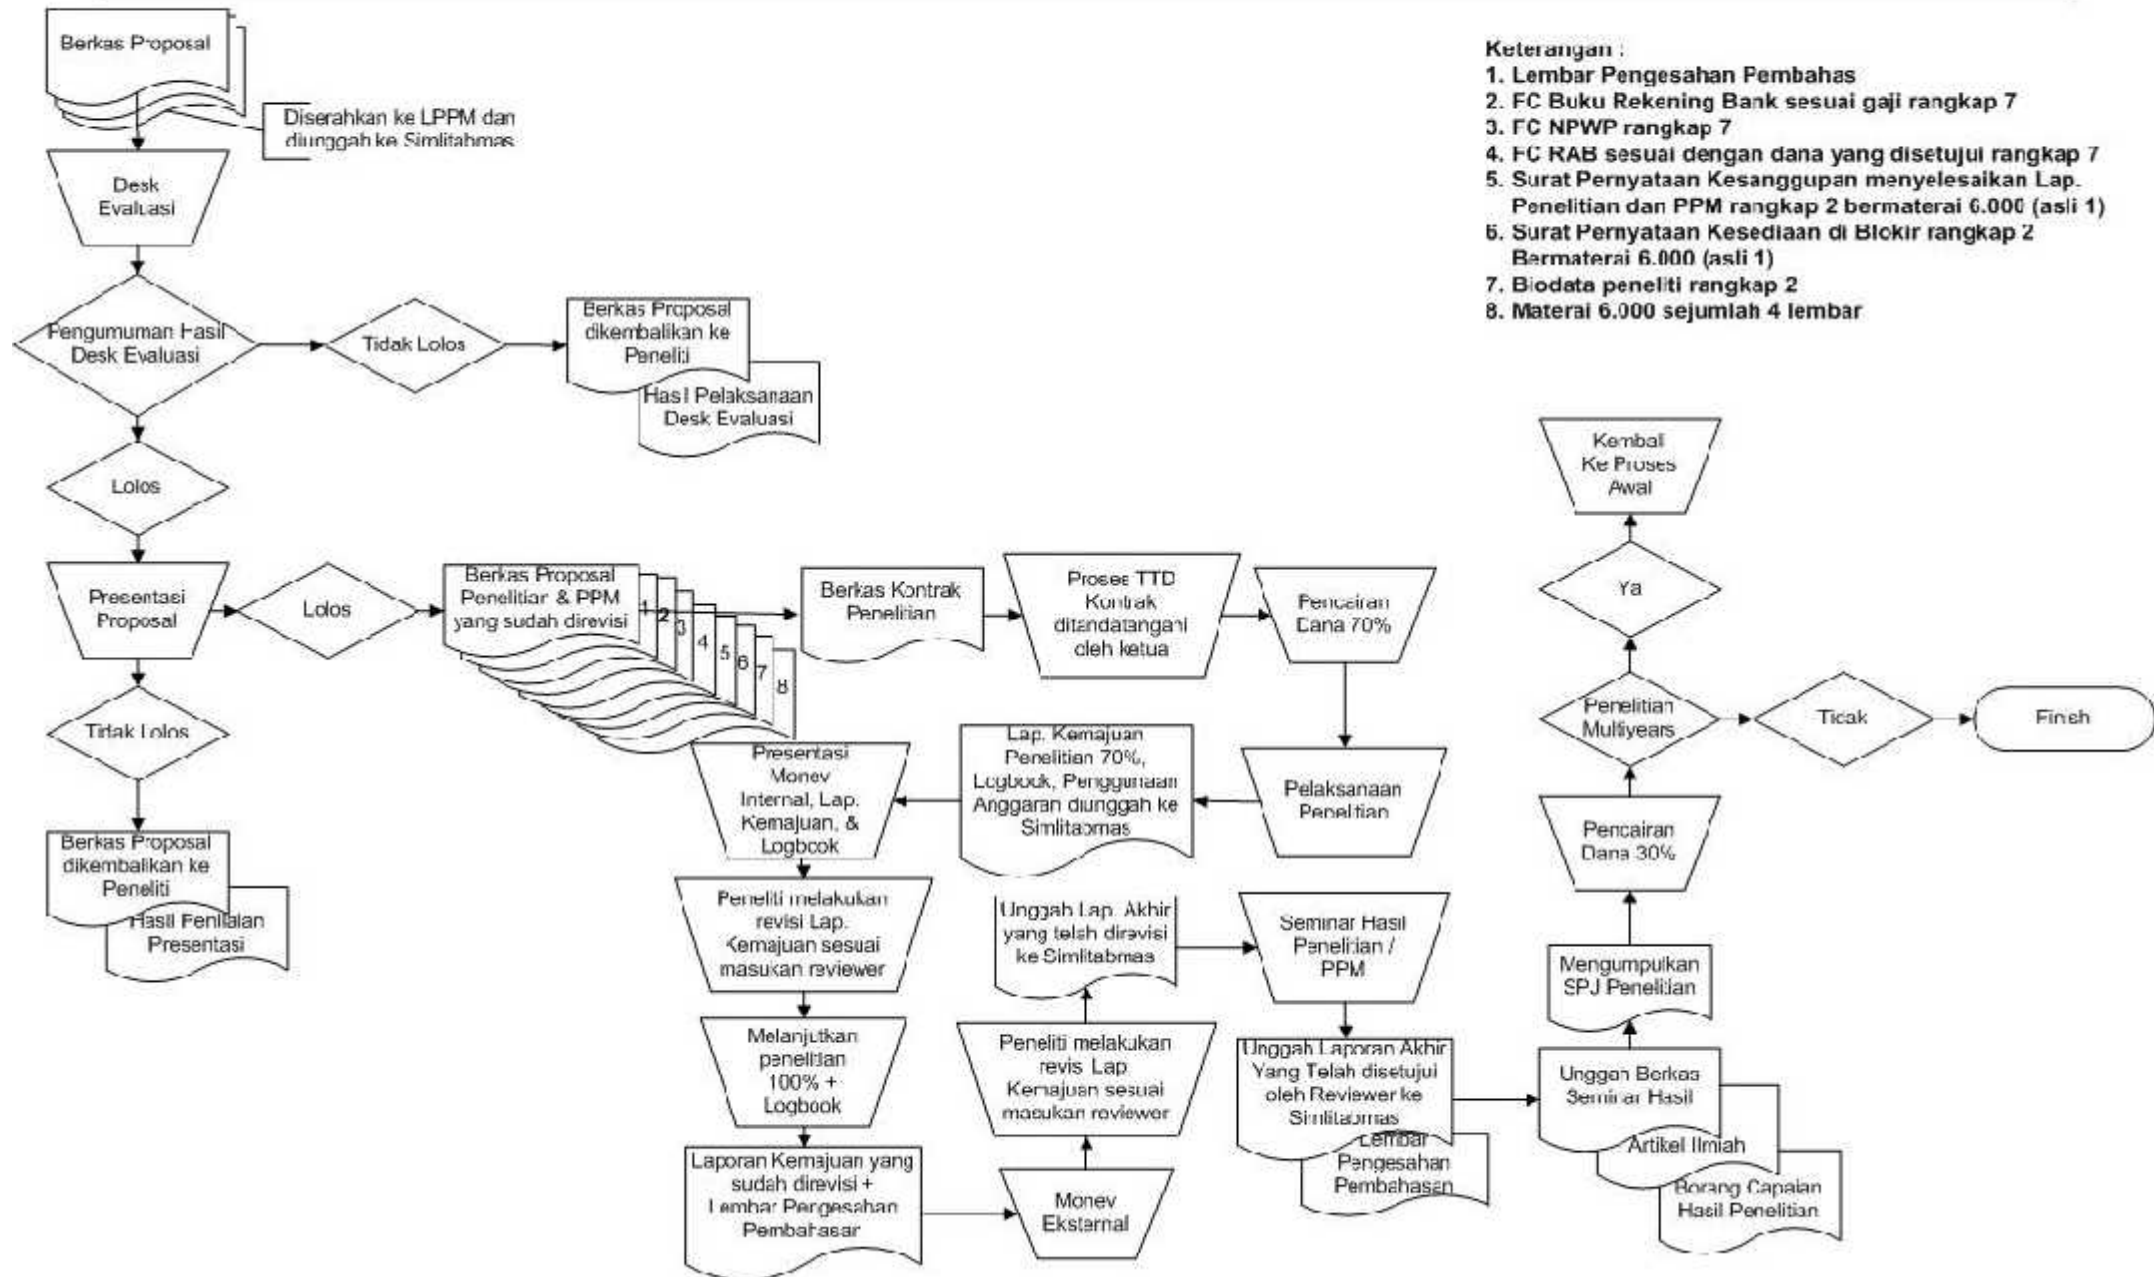 Berkas Proposal
Diserahkan ke LPPM dan
diunggah ke Simlitabmas
Desk
Evaluasi
Pengumuman Hasil
Desk Evaluasi
Tidak Lolos
Berkas Proposal
dikembalikan ke
Peneliti
Hasil Pelaksanaan
Desk Evaluasi
Lolos
Presentasi
Proposal
Lolos
Berkas Proposal
Penelitian & PPM
yang sudah direvisi
1
2
3
4
5
6
7
8
Berkas Kontrak
Penelitian
Proses TTD
Kontrak
ditandatangani
oleh ketua
Pencairan
Dana 70%
Tidak Lolos
Berkas Proposal
dikembalikan ke
Peneliti
Hasil Penilaian
Presentasi
Pelaksanaan
Penelitian
Lap. Kemajuan
Penelitian 70%,
Logbook, Penggunaan
Anggaran diunggah ke
Simlitabmas
Presentasi
Monev
Internal, Lap.
Kemajuan, &
Logbook
Peneliti melakukan
revisi Lap.
Kemajuan sesuai
masukan reviewer
Melanjutkan
penelitian
100% +
Logbook
Laporan Kemajuan yang
sudah direvisi +
Lembar Pengesahan
Pembahasan
Monev
Eksternal
Peneliti melakukan
revisi Lap
Kemajuan sesuai
masukan reviewer
Unggah Lap. Akhir
yang telah direvisi
ke Simlitabmas
Seminar Hasil
Penelitian /
PPM
Unggah Laporan Akhir
Yang Telah disetujui
oleh Reviewer ke
Simlitabmas
Lembar
Pengesahan
Pembahasan
Unggah Berkas
Seminar Hasil
Artikel Ilmiah
Borang Capaian
Hasil Penelitian
Mengumpulkan
SPJ Penelitian
Pencairan
Dana 30%
Penelitian
Multiyears
Tidak
Finish
Ya
Kembali
Ke Proses
Awal
Keterangan :
1. Lembar Pengesahan Pembahas
2. FC Buku Rekening Bank sesuai gaji rangkap 7
3. FC NPWP rangkap 7
4. FC RAB sesuai dengan dana yang disetujui rangkap 7
5. Surat Pernyataan Kesanggupan menyelesaikan Lap.
Penelitian dan PPM rangkap 2 bermaterai 6.000 (asli 1)
6. Surat Pernyataan Kesediaan di Blokir rangkap 2
Bermaterai 6.000 (asli 1)
7. Biodata peneliti rangkap 2
8. Materai 6.000 sejumlah 4 lembar